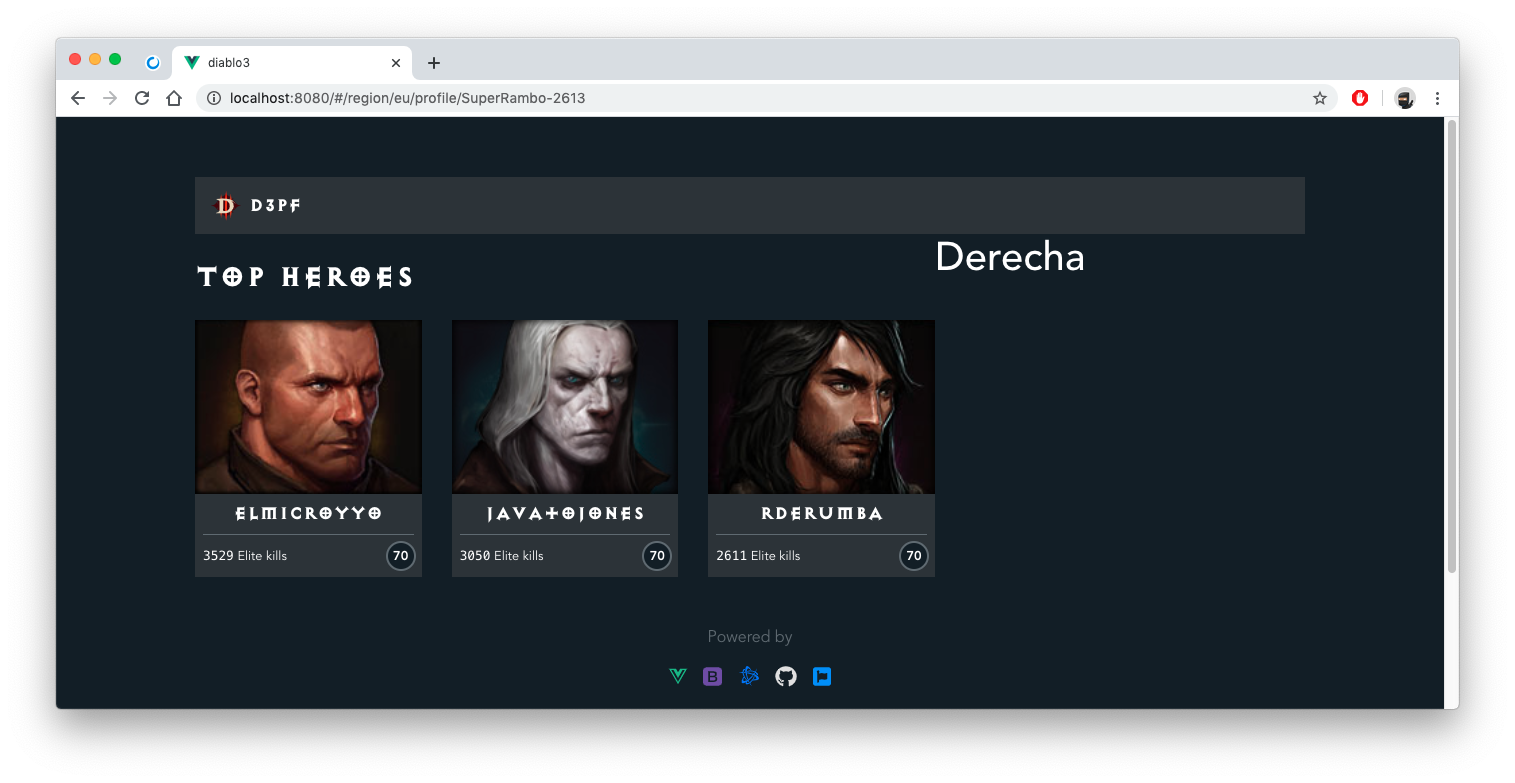 diablo3
localhost:8080/#/region/eu/profile/SuperRambo-2613
D D3PF
Derecha
TOP HEROES
ELMICROYYO
JAVATOJONES
RDERUMBA
3529 Elite kills 70
3050 Elite kills 70
2611 Elite kills 70
Powered by
B